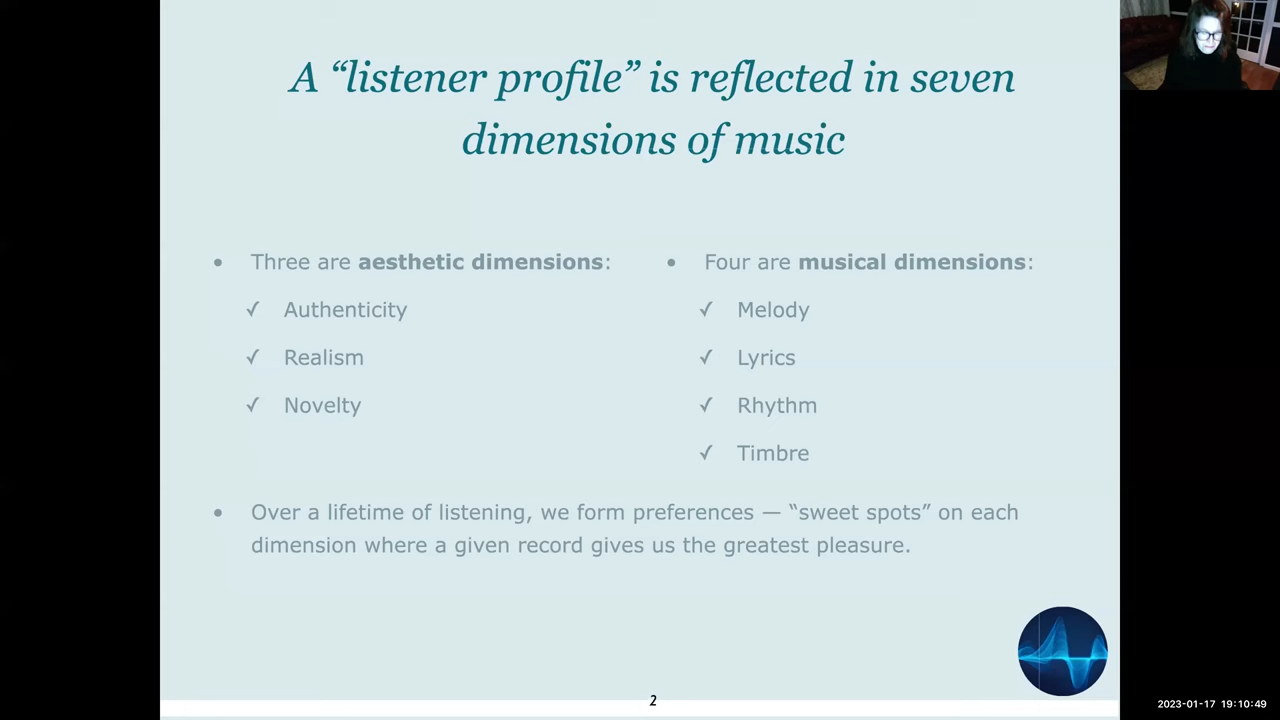 A “listener profile” is reflected in seven
dimensions of music
• Three are aesthetic dimensions:
✓ Authenticity
✓ Realism
✓ Novelty
• Four are musical dimensions:
✓ Melody
✓ Lyrics
✓ Rhythm
✓ Timbre
• Over a lifetime of listening, we form preferences — “sweet spots” on each
dimension where a given record gives us the greatest pleasure.
2
2023-01-17 19:10:49